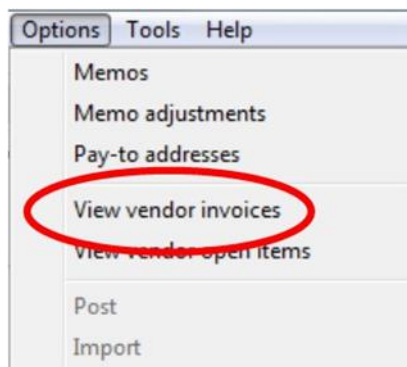 Options Tools Help
Memos
Memo adjustments
Pay-to addresses
View vendor invoices
View vendor open items
Post
Import